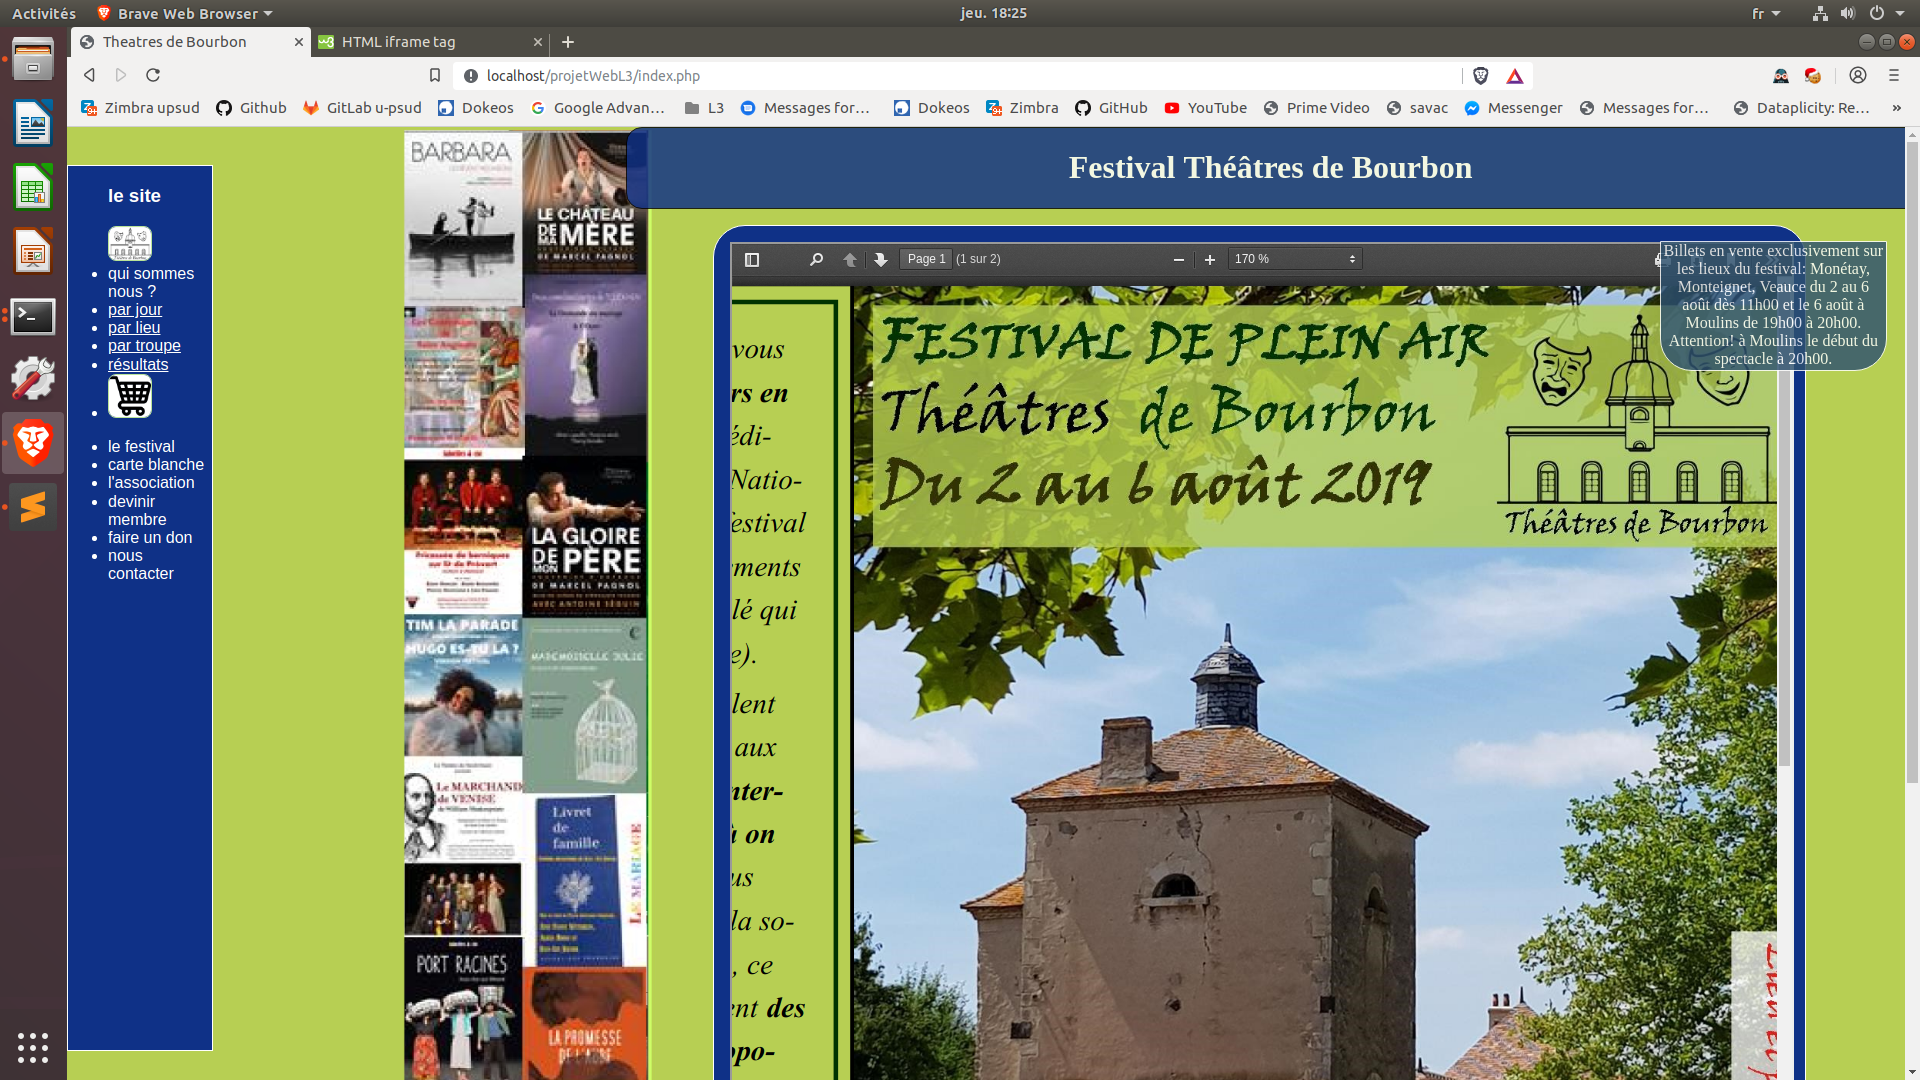 Activités
Brave Web Browser
jeu. 18:25
fr
Theatres de Bourbon
HTML iframe tag
localhost/projetWebL3/index.php
Zimbra upsud
Github
GitLab u-psud
Dokeos
Google Advan…
L3
Messages for…
Dokeos
Zimbra
GitHub
YouTube
Prime Video
savac
Messenger
Messages for…
Dataplicity: Re…
»
le site
qui sommes
nous ?
par jour
par lieu
par troupe
résultats
le festival
carte blanche
l'association
devinir
membre
faire un don
nous
contacter
BARBARA
LE CHÂTEAU
DE MA MÈRE
DE MARCEL PAGNOL
LA GLOIRE
DE MON PÈRE
DE MARCEL PAGNOL
AVEC ANTOINE SÉGUIN
TIM LA PARADE
HUGO ES-TU LA ?
MADEMOISELLE JULIE
Le MARCHAND
de VENISE
de William Shakespeare
Livret
de
famille
LE MARIAGE
PORT RACINES
LA PROMESSE
Festival Théâtres de Bourbon
Page 1
(1 sur 2)
170 %
Billets en vente exclusivement sur
les lieux du festival: Monétay,
Monteignet, Veauce du 2 au 6
août dès 11h00 et le 6 août à
Moulins de 19h00 à 20h00.
Attention! à Moulins le début du
spectacle à 20h00.
vous
rs en
édi-
Natio-
festival
ements
lé qui
e).
lent
aux
nter-
à on
us
la so-
, ce
ent des
opo-
FESTIVAL DE PLEIN AIR
Théâtres de Bourbon
Du 2 au 6 août 2019
Théâtres de Bourbon